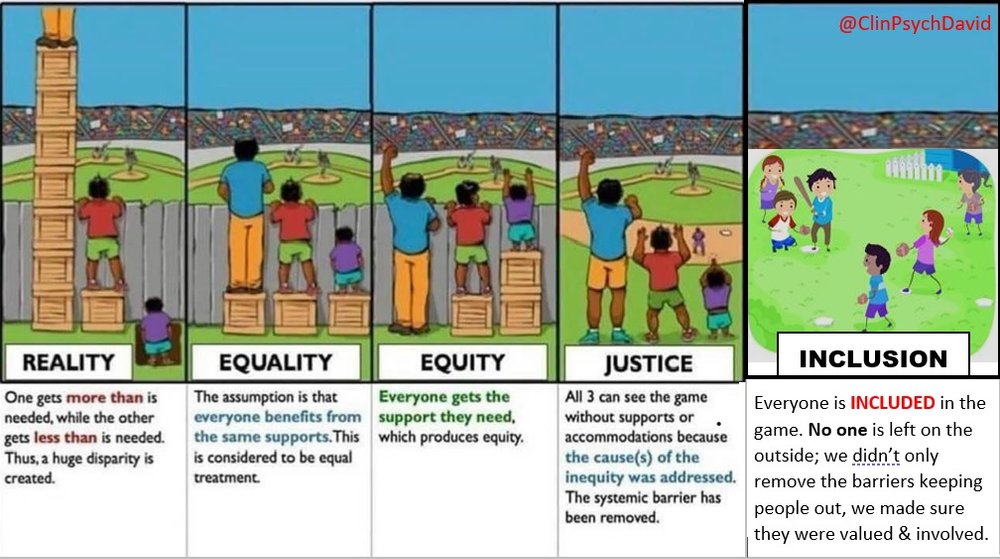 @ClinPsychDavid
REALITY
One gets more than is
needed, while the other
gets less than is needed.
Thus, a huge disparity is
created.
EQUALITY
The assumption is that
everyone benefits from
the same supports. This
is considered to be equal
treatment.
EQUITY
Everyone gets the
support they need,
which produces equity.
JUSTICE
All 3 can see the game
without supports or
accommodations because
the cause(s) of the
inequity was addressed.
The systemic barrier has
been removed.
INCLUSION
Everyone is INCLUDED in the
game. No one is left on the
outside; we didn't only
remove the barriers keeping
people out, we made sure
they were valued & involved.